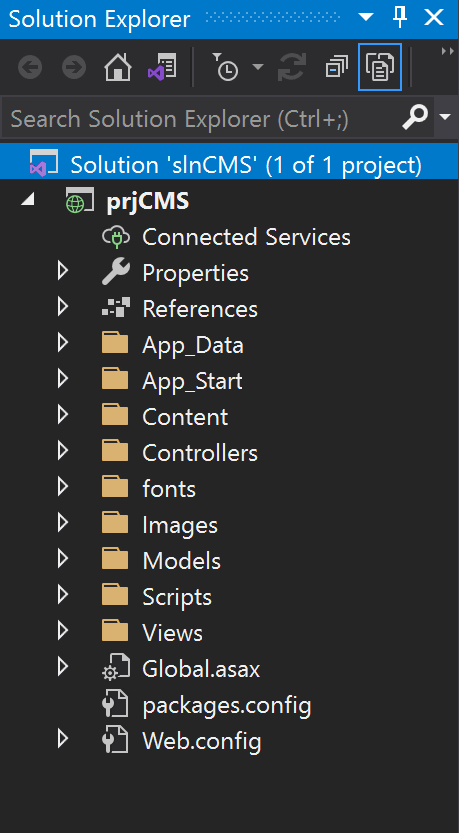 Solution Explorer
Search Solution Explorer (Ctrl+;)
Solution 'slnCMS' (1 of 1 project)
prjCMS
Connected Services
Properties
References
App_Data
App_Start
Content
Controllers
fonts
Images
Models
Scripts
Views
Global.asax
packages.config
Web.config